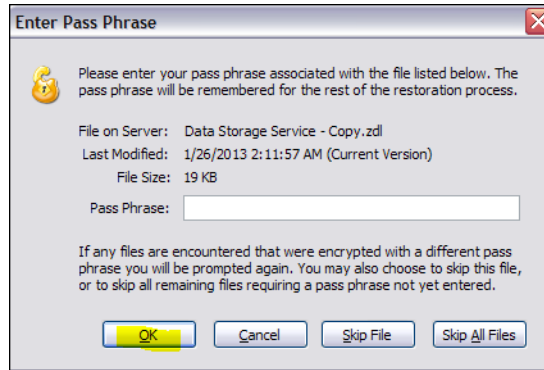 Enter Pass Phrase
Please enter your pass phrase associated with the file listed below. The
pass phrase will be remembered for the rest of the restoration process.
File on Server: Data Storage Service - Copy.zdl
Last Modified: 1/26/2013 2:11:57 AM (Current Version)
File Size: 19 KB
Pass Phrase:
If any files are encountered that were encrypted with a different pass
phrase you will be prompted again. You may also choose to skip this file,
or to skip all remaining files requiring a pass phrase not yet entered.
OK Cancel Skip File Skip All Files